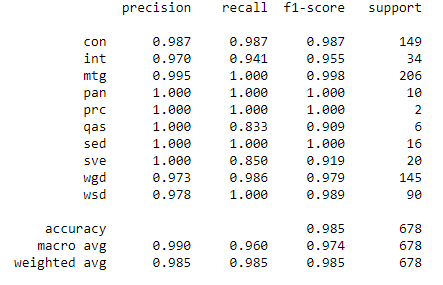 precision recall f1-score support
con 0.987 0.987 0.987 149
int 0.970 0.941 0.955 34
mtg 0.995 1.000 0.998 206
pan 1.000 1.000 1.000 10
prc 1.000 1.000 1.000 2
qas 1.000 0.833 0.909 6
sed 1.000 1.000 1.000 16
sve 1.000 0.850 0.919 20
wgd 0.973 0.986 0.979 145
wsd 0.978 1.000 0.989 90
accuracy 0.985 678
macro avg 0.990 0.960 0.974 678
weighted avg 0.985 0.985 0.985 678